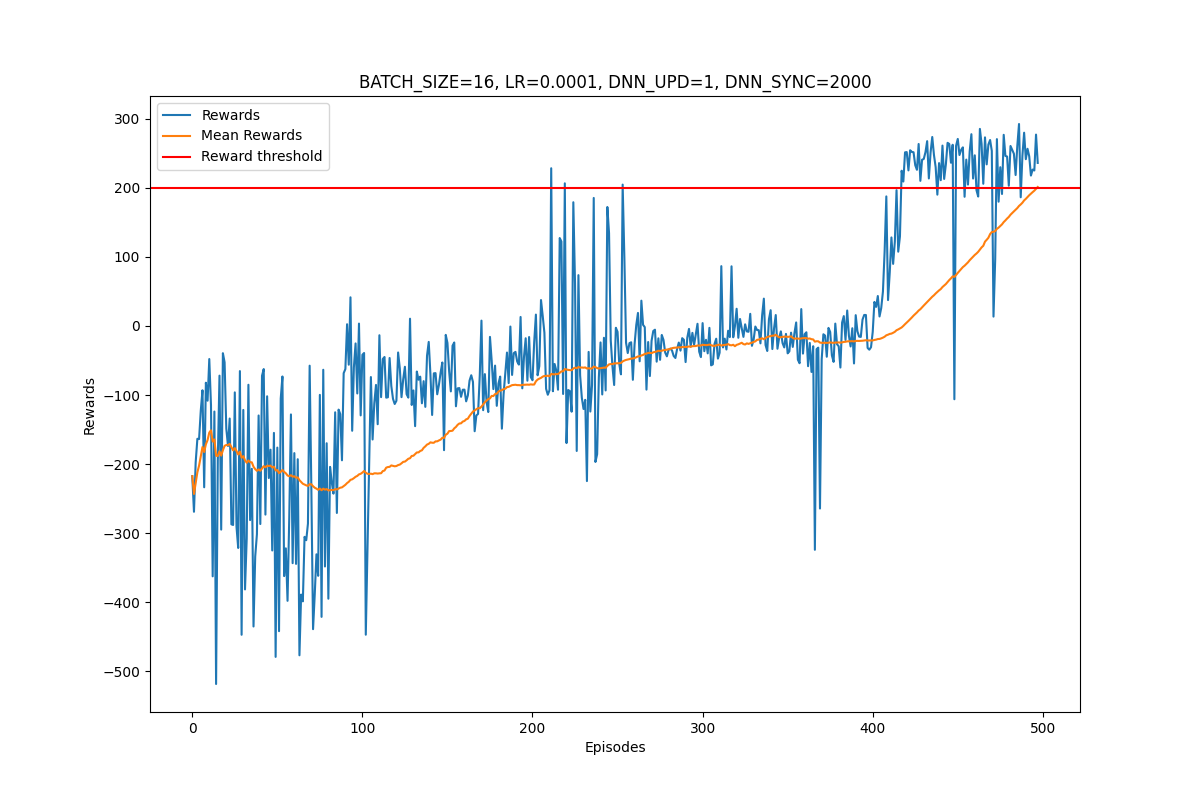 BATCH_SIZE=16, LR=0.0001, DNN_UPD=1, DNN_SYNC=2000
Rewards
Mean Rewards
Reward threshold
300
200
100
0
−100
−200
−300
−400
−500
Rewards
0
100
200
300
400
500
Episodes